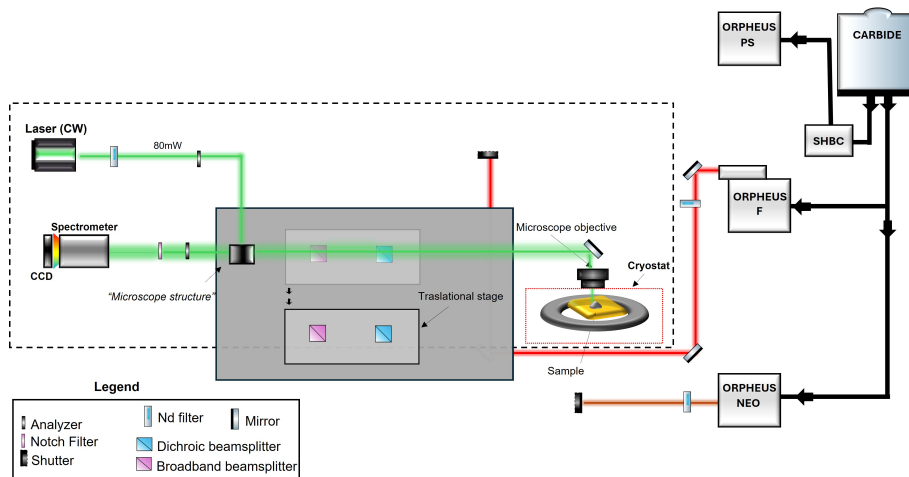 ORPHEUS
PS
CARBIDE
Laser (CW)
80mW
SHBC
ORPHEUS
F
Spectrometer
Microscope objective
CCD
Cryostat
"Microscope structure"
Traslational stage
Sample
ORPHEUS
NEO
Legend
Analyzer
Notch Filter
Shutter
Nd filter
Mirror
Dichroic beamsplitter
Broadband beamsplitter